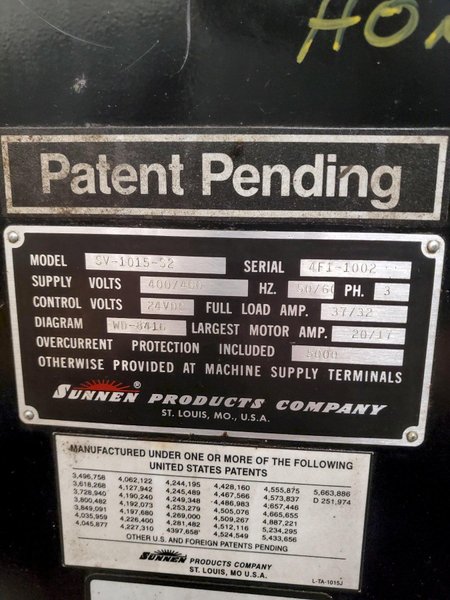 HON
Patent Pending
MODEL SV-1015-S2 SERIAL 4F1-1002
SUPPLY VOLTS 400/460 HZ. 50/60 PH. 3
CONTROL VOLTS 24VDC FULL LOAD AMP. 37/32
DIAGRAM WD-8416 LARGEST MOTOR AMP. 20/17
OVERCURRENT PROTECTION INCLUDED 5000
OTHERWISE PROVIDED AT MACHINE SUPPLY TERMINALS
SUNNEN® PRODUCTS COMPANY
ST. LOUIS, MO., U.S.A.
MANUFACTURED UNDER ONE OR MORE OF THE FOLLOWING
UNITED STATES PATENTS
3,496,758 4,062,122 4,244,195 4,428,160 4,555,875 5,663,886
3,618,268 4,127,942 4,245,489 4,467,566 4,573,837 D 251,974
3,728,940 4,190,240 4,249,348 4,486,983 4,657,446
3,800,482 4,192,073 4,253,279 4,505,078 4,665,655
3,849,091 4,197,680 4,269,000 4,509,267 4,887,221
4,035,959 4,226,400 4,281,482 4,512,116 5,234,295
4,045,877 4,227,310 4397,658 4,524,549 5,433,656
OTHER U.S. AND FOREIGN PATENTS PENDING
SUNNEN PRODUCTS COMPANY
ST. LOUIS, MO U.S.A.
L-TA-1015J